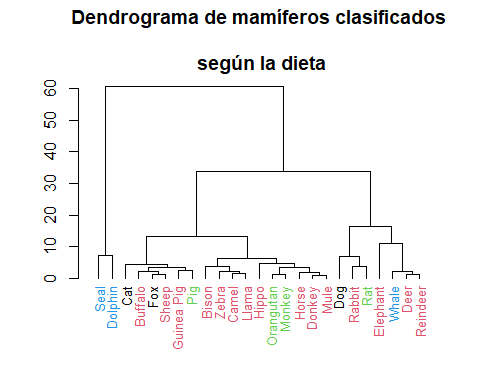 Dendrograma de mamíferos clasificados
según la dieta
60
50
40
30
20
10
0
Seal
Dolphin
Cat
Buffalo
Fox
Sheep
Guinea Pig
Pig
Bison
Zebra
Camel
Llama
Hippo
Orangutan
Monkey
Horse
Donkey
Mule
Dog
Rabbit
Rat
Elephant
Whale
Deer
Reindeer